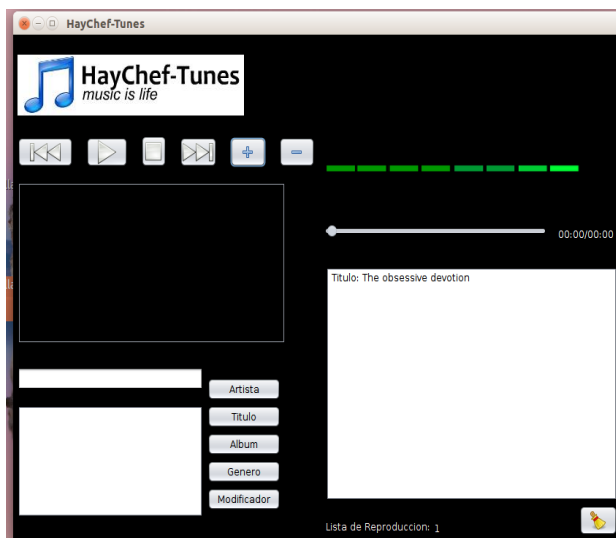 HayChef-Tunes
HayChef-Tunes
music is life
00:00/00:00
Titulo: The obsessive devotion
Artista
Titulo
Album
Genero
Modificador
Lista de Reproduccion: 1